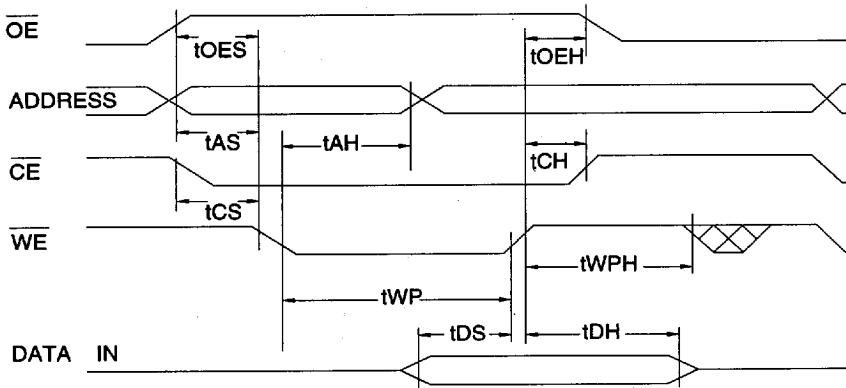 OE
tOES tOEH
ADDRESS
tAS tAH
CE
tCH
tCS
WE
tWPH
tWP
tDS tDH
DATA IN